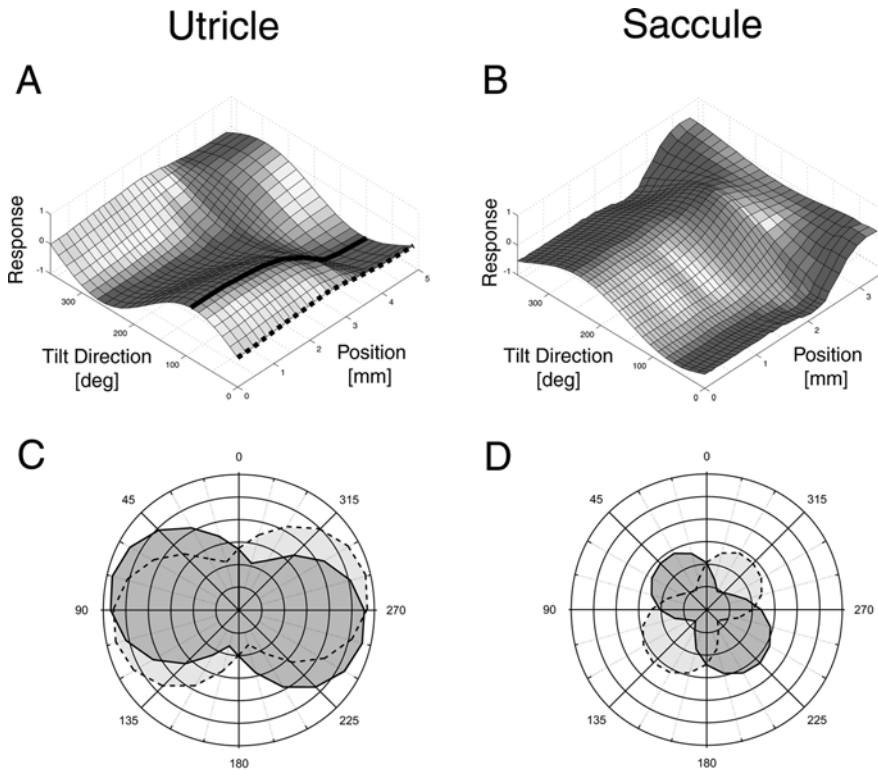 Utricle
Saccule
A
B
Response
1
0
-1
300
200
100
0
Tilt Direction
[deg]
0
1
2
3
4
5
Position
[mm]
Response
1
0
-1
300
200
100
0
Tilt Direction
[deg]
0
1
2
3
Position
[mm]
C
D
0
45
315
90
270
135
225
180
0
45
315
90
270
135
225
180